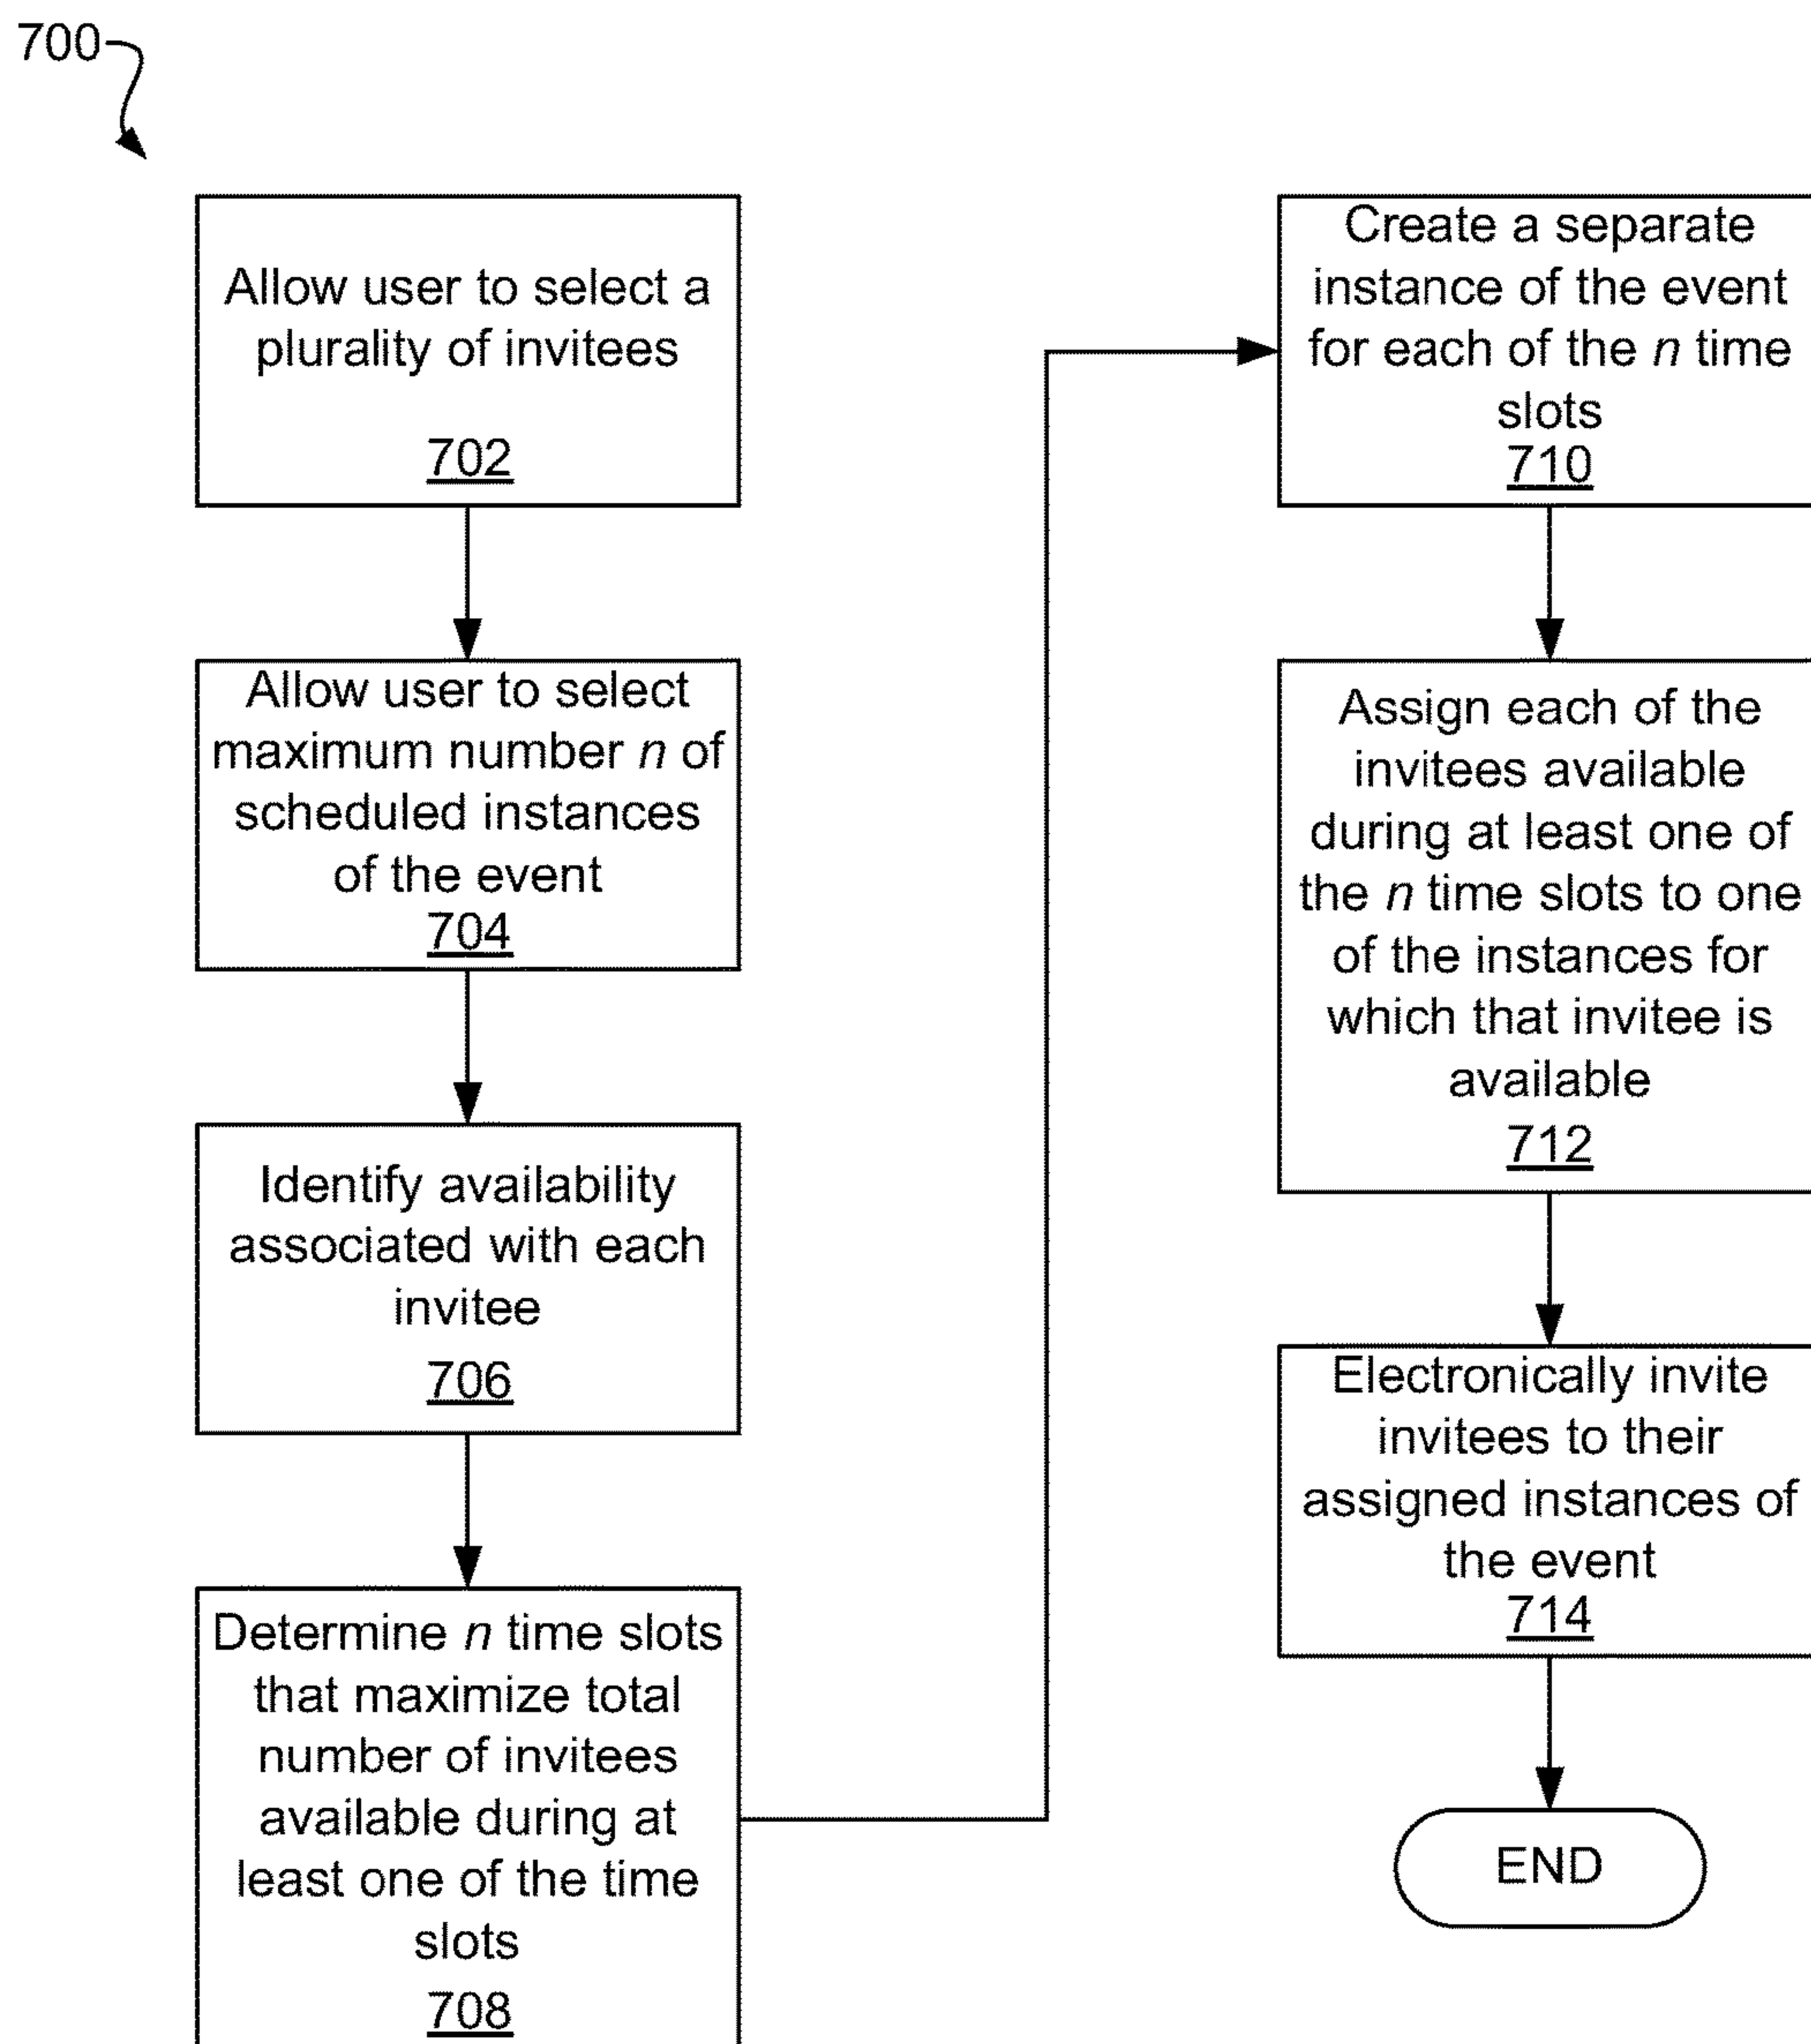 700
Allow user to select a
plurality of invitees
702
Allow user to select
maximum number n of
scheduled instances
of the event
704
Identify availability
associated with each
invitee
706
Determine n time slots
that maximize total
number of invitees
available during at
least one of the time
slots
708
Create a separate
instance of the event
for each of the n time
slots
710
Assign each of the
invitees available
during at least one of
the n time slots to one
of the instances for
which that invitee is
available
712
Electronically invite
invitees to their
assigned instances of
the event
714
END